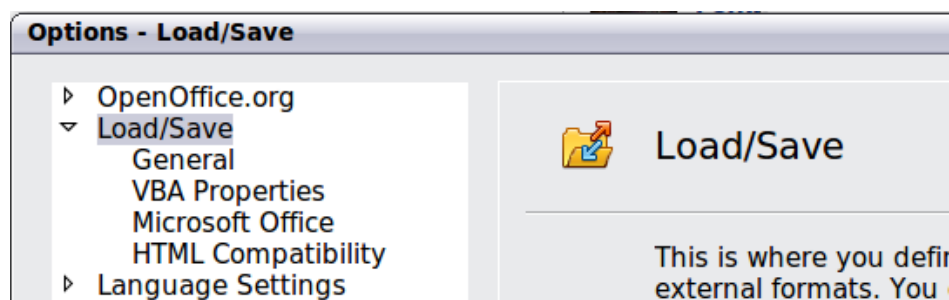 Options - Load/Save
OpenOffice.org
Load/Save
General
VBA Properties
Microsoft Office
HTML Compatibility
Language Settings
Load/Save
This is where you
external formats. You